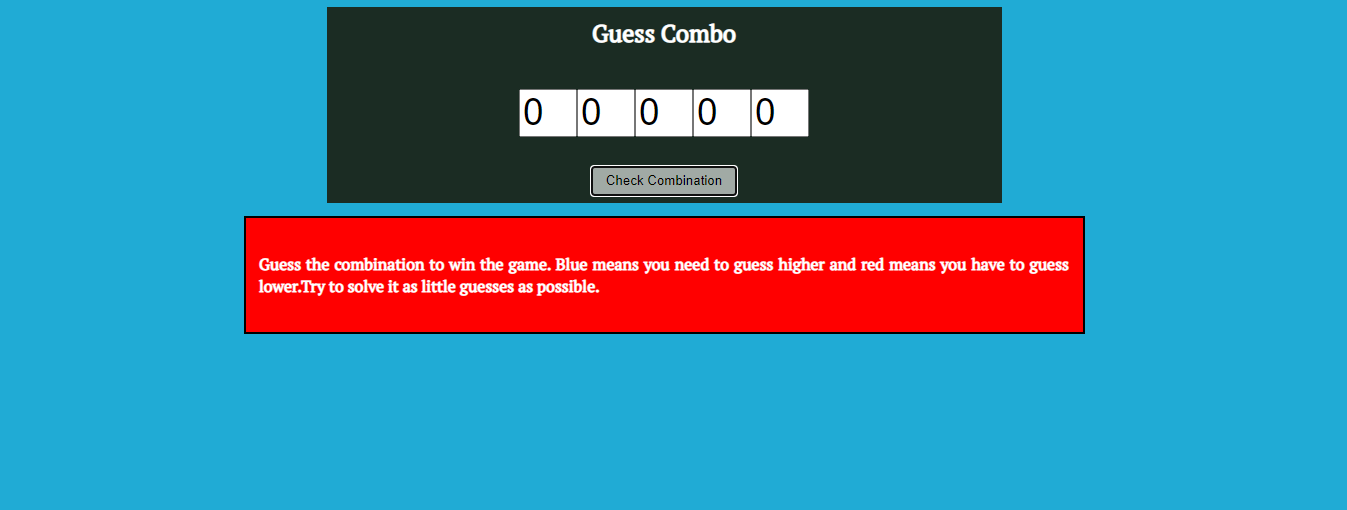 Guess Combo
0 0 0 0 0
Check Combination
Guess the combination to win the game. Blue means you need to guess higher and red means you have to guess
lower.Try to solve it as little guesses as possible.